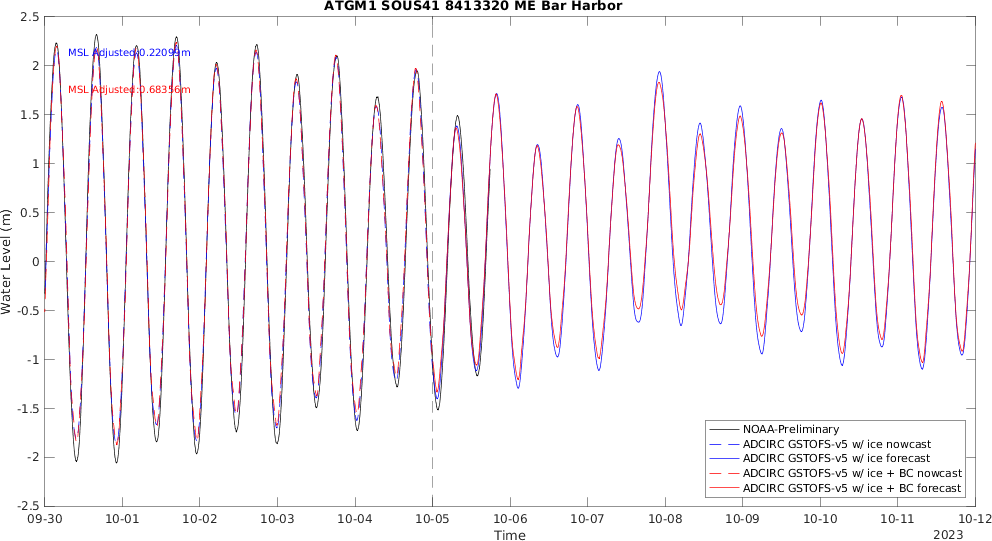 ATGM1 SOUS41 8413320 ME Bar Harbor
2.5
2
1.5
1
0.5
0
-0.5
-1
-1.5
-2
-2.5
Water Level (m)
MSL Adjusted:0.22099m
MSL Adjusted:0.68356m
NOAA-Preliminary
ADCIRC GSTOFS-v5 w/ ice nowcast
ADCIRC GSTOFS-v5 w/ ice forecast
ADCIRC GSTOFS-v5 w/ ice + BC nowcast
ADCIRC GSTOFS-v5 w/ ice + BC forecast
09-30 10-01 10-02 10-03 10-04 10-05 10-06 10-07 10-08 10-09 10-10 10-11 10-12
Time
2023